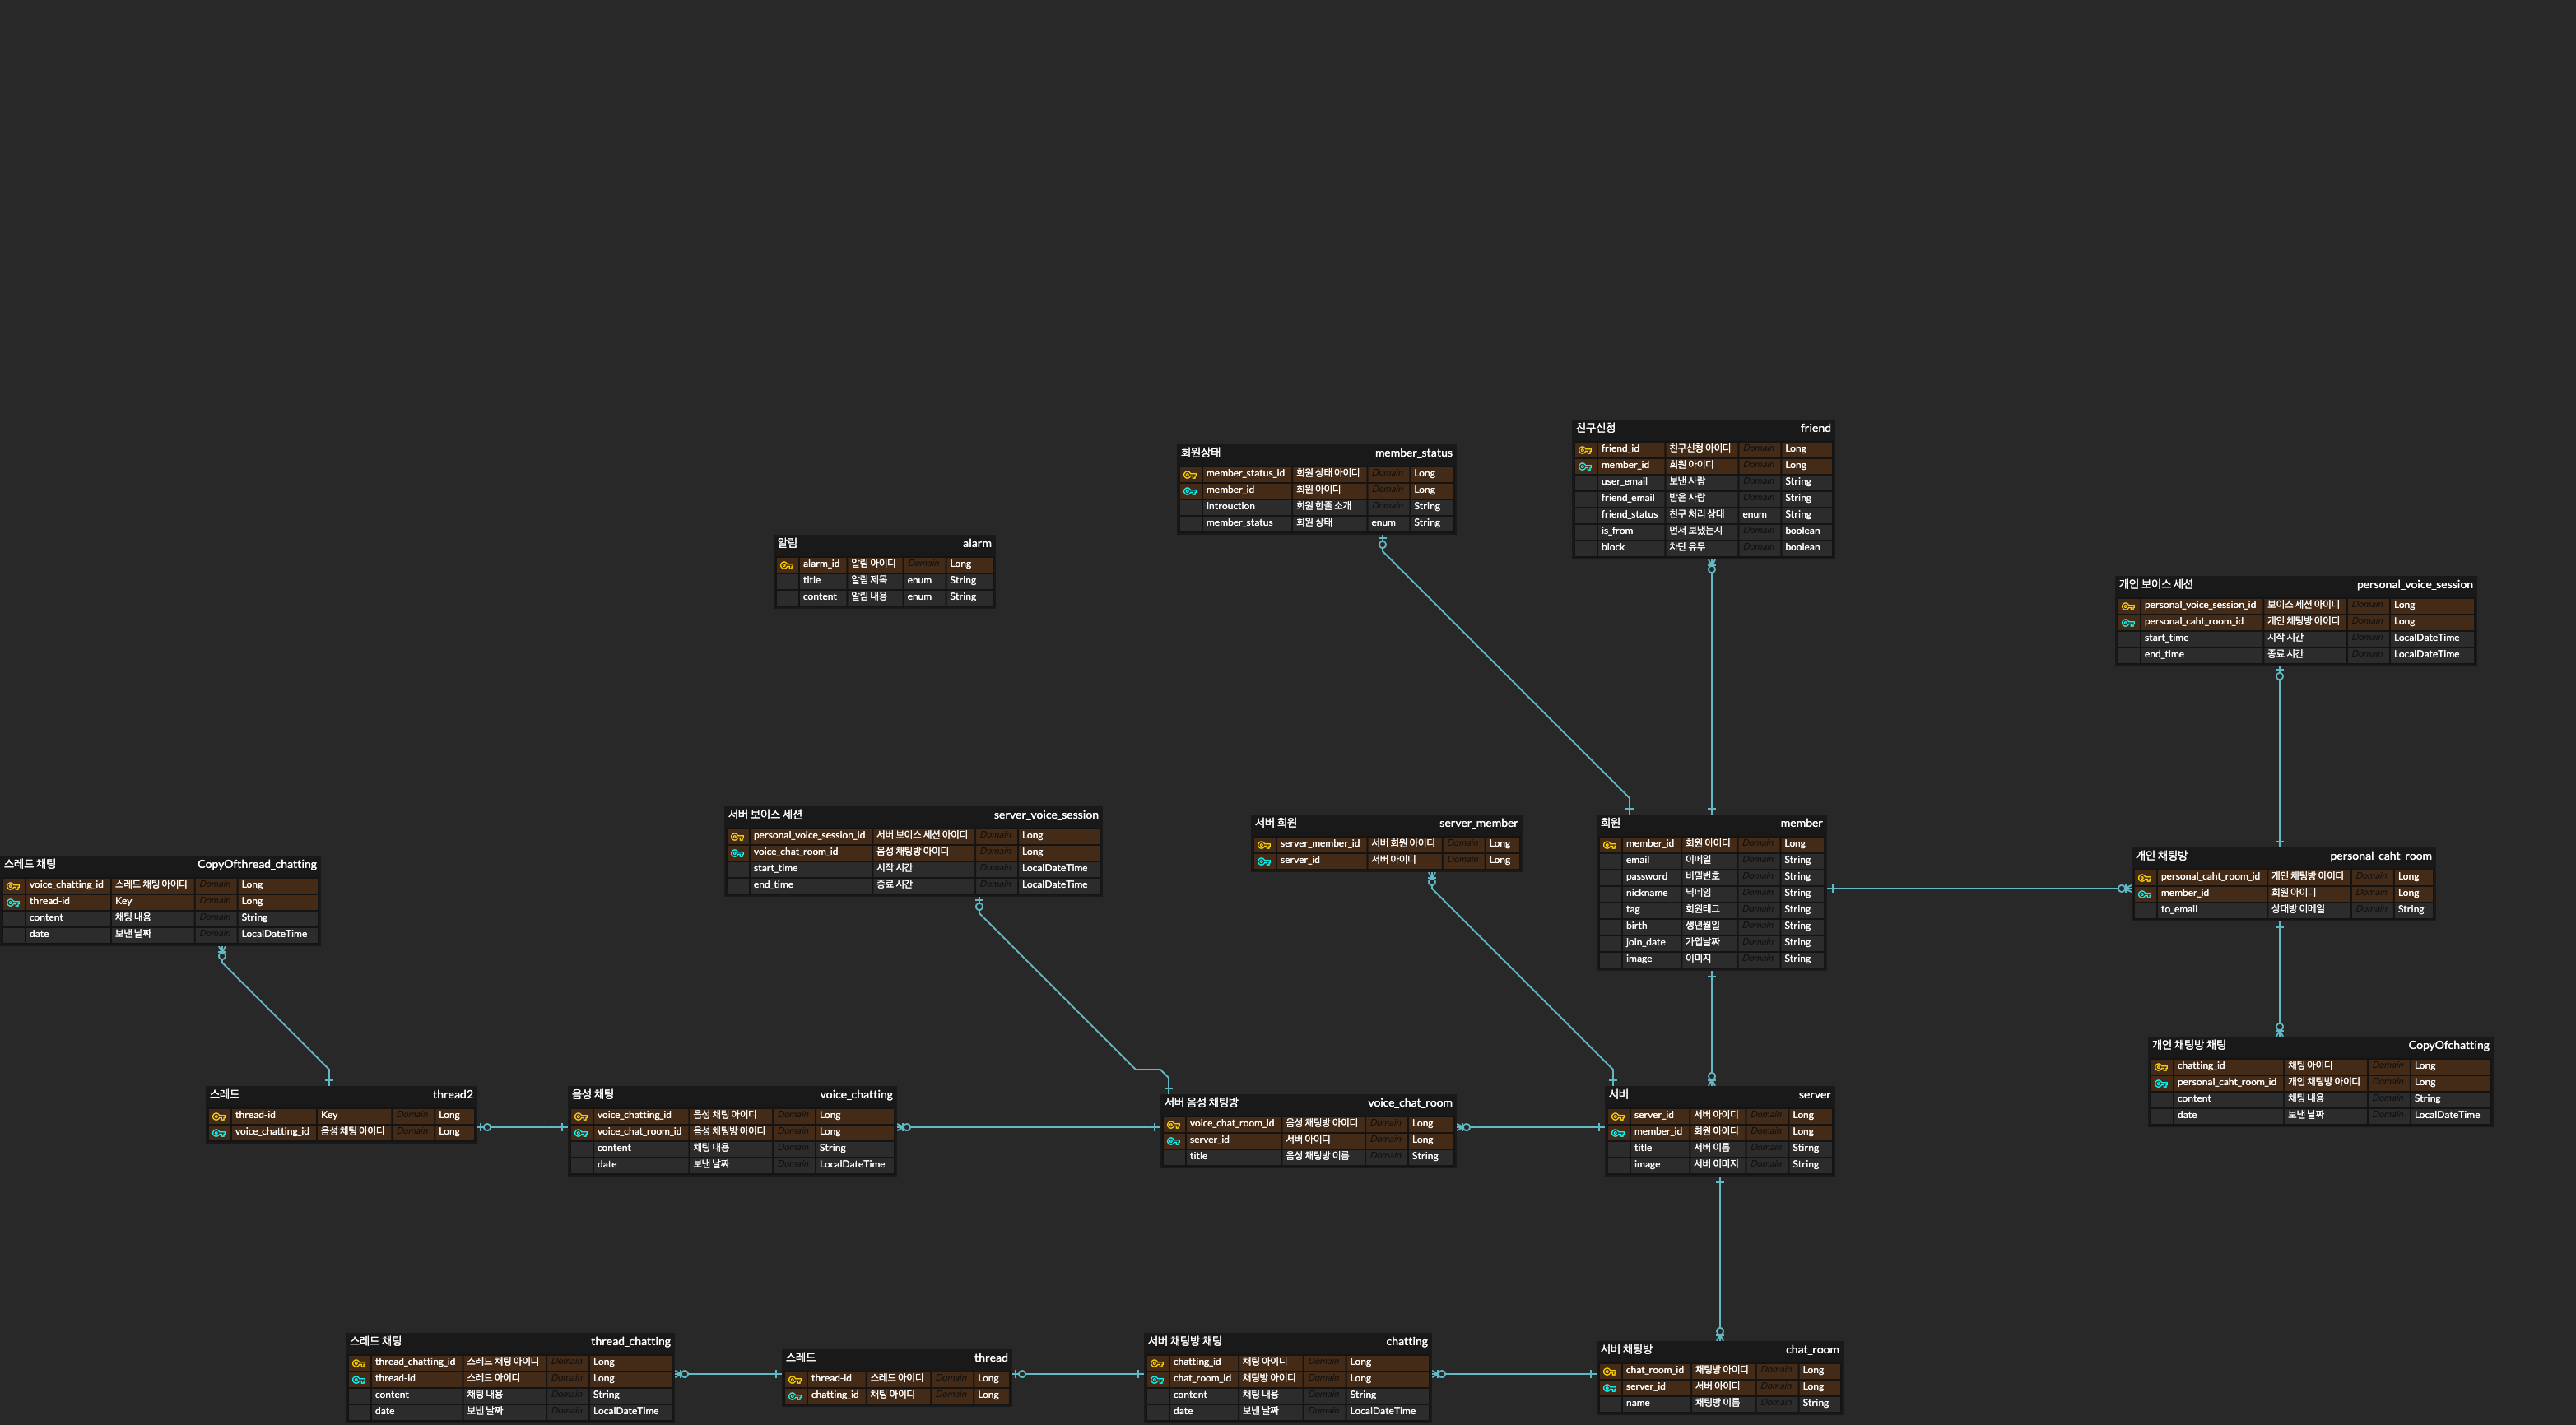 친구신청 friend
friend_id 친구신청 아이디 Domain Long
member_id 회원 아이디 Domain Long
user_email 보낸 사람 Domain String
friend_email 받은 사람 Domain String
friend_status 친구 처리 상태 enum String
is_from 먼저 보냈는지 Domain boolean
block 차단 유무 Domain boolean
회원상태 member_status
member_status_id 회원 상태 아이디 Domain Long
member_id 회원 아이디 Domain Long
introuction 회원 한줄 소개 Domain String
member_status 회원 상태 enum String
알림 alarm
alarm_id 알림 아이디 Domain Long
title 알림 제목 enum String
content 알림 내용 enum String
개인 보이스 세션 personal_voice_session
personal_voice_session_id 보이스 세션 아이디 Domain Long
personal_caht_room_id 개인 채팅방 아이디 Domain Long
start_time 시작 시간 Domain LocalDateTime
end_time 종료 시간 Domain LocalDateTime
서버 보이스 세션 server_voice_session
personal_voice_session_id 서버 보이스 세션 아이디 Domain Long
voice_chat_room_id 음성 채팅방 아이디 Domain Long
start_time 시작 시간 Domain LocalDateTime
end_time 종료 시간 Domain LocalDateTime
서버 회원 server_member
server_member_id 서버 회원 아이디 Domain Long
server_id 서버 아이디 Domain Long
회원 member
member_id 회원 아이디 Domain Long
email 이메일 Domain String
password 비밀번호 Domain String
nickname 닉네임 Domain String
tag 회원태그 Domain String
birth 생년월일 Domain String
join_date 가입날짜 Domain String
image 이미지 Domain String
개인 채팅방 personal_caht_room
personal_caht_room_id 개인 채팅방 아이디 Domain Long
member_id 회원 아이디 Domain Long
to_email 상대방 이메일 Domain String
스레드 채팅 CopyOfthread_chatting
voice_chatting_id 스레드 채팅 아이디 Domain Long
thread-id Key Domain Long
content 채팅 내용 Domain String
date 보낸 날짜 Domain LocalDateTime
개인 채팅방 채팅 CopyOfchatting
chatting_id 채팅 아이디 Domain Long
personal_caht_room_id 개인 채팅방 아이디 Domain Long
content 채팅 내용 Domain String
date 보낸 날짜 Domain LocalDateTime
스레드 thread2
thread-id Key Domain Long
voice_chatting_id 음성 채팅 아이디 Domain Long
음성 채팅 voice_chatting
voice_chatting_id 음성 채팅 아이디 Domain Long
voice_chat_room_id 음성 채팅방 아이디 Domain Long
content 채팅 내용 Domain String
date 보낸 날짜 Domain LocalDateTime
서버 음성 채팅방 voice_chat_room
voice_chat_room_id 음성 채팅방 아이디 Domain Long
server_id 서버 아이디 Domain Long
title 음성 채팅방 이름 Domain String
서버 server
server_id 서버 아이디 Domain Long
member_id 회원 아이디 Domain Long
title 서버 이름 Domain Stirng
image 서버 이미지 Domain String
스레드 채팅 thread_chatting
thread_chatting_id 스레드 채팅 아이디 Domain Long
thread-id 스레드 아이디 Domain Long
content 채팅 내용 Domain String
date 보낸 날짜 Domain LocalDateTime
스레드 thread
thread-id 스레드 아이디 Domain Long
chatting_id 채팅 아이디 Domain Long
서버 채팅방 채팅 chatting
chatting_id 채팅 아이디 Domain Long
chat_room_id 채팅방 아이디 Domain Long
content 채팅 내용 Domain String
date 보낸 날짜 Domain LocalDateTime
서버 채팅방 chat_room
chat_room_id 채팅방 아이디 Domain Long
server_id 서버 아이디 Domain Long
name 채팅방 이름 Domain String